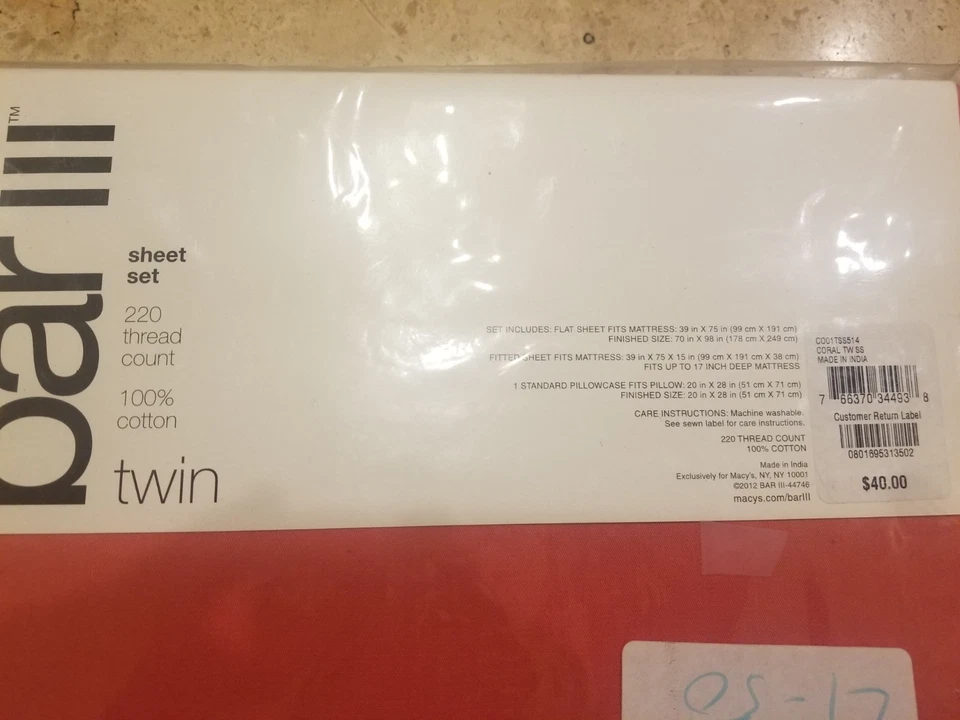 bar III™
sheet
set
220
thread
count
100%
cotton
twin
SET INCLUDES: FLAT SHEET FITS MATTRESS: 39 in X 75 in (99 cm X 191 cm)
FINISHED SIZE: 70 in X 98 in (178 cm X 249 cm)
FITTED SHEET FITS MATTRESS: 39 in X 75 X 15 in (99 cm X 191 cm X 38 cm)
FITS UP TO 17 INCH DEEP MATTRESS
1 STANDARD PILLOWCASE FITS PILLOW: 20 in X 28 in (51 cm X 71 cm)
FINISHED SIZE: 20 in X 28 in (51 cm X 71 cm)
CARE INSTRUCTIONS: Machine washable.
See sewn label for care instructions.
220 THREAD COUNT
100% COTTON
Made in India
Exclusively for Macy's, NY, NY 10001
©2012 BAR III-44746
macys.com/barIII
CO01TSS514
CORAL TW SS
MADE IN INDIA
7 66370 34493 8
Customer Return Label
0801695313502
$40.00